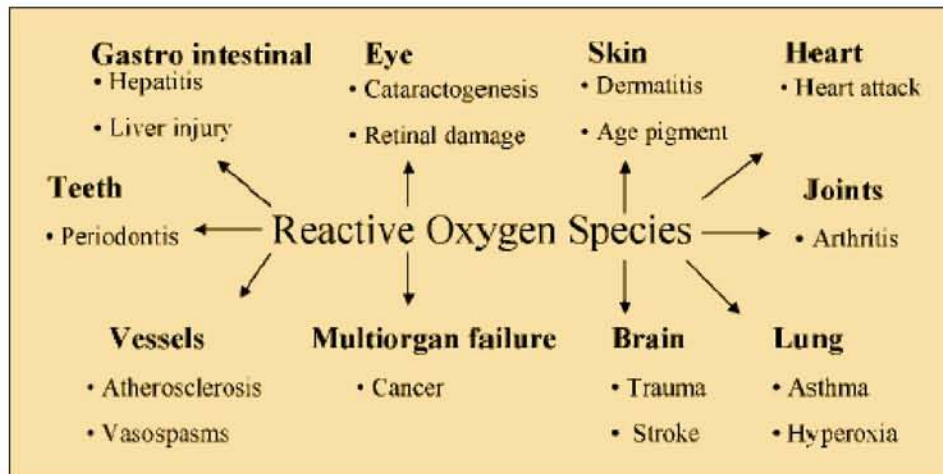 Gastro intestinal
• Hepatitis
• Liver injury
Eye
• Cataractogenesis
• Retinal damage
Skin
• Dermatitis
• Age pigment
Heart
• Heart attack
Teeth
• Periodontis
Reactive Oxygen Species
Joints
• Arthritis
Vessels
• Atherosclerosis
• Vasospasms
Multiorgan failure
• Cancer
Brain
• Trauma
• Stroke
Lung
• Asthma
• Hyperoxia